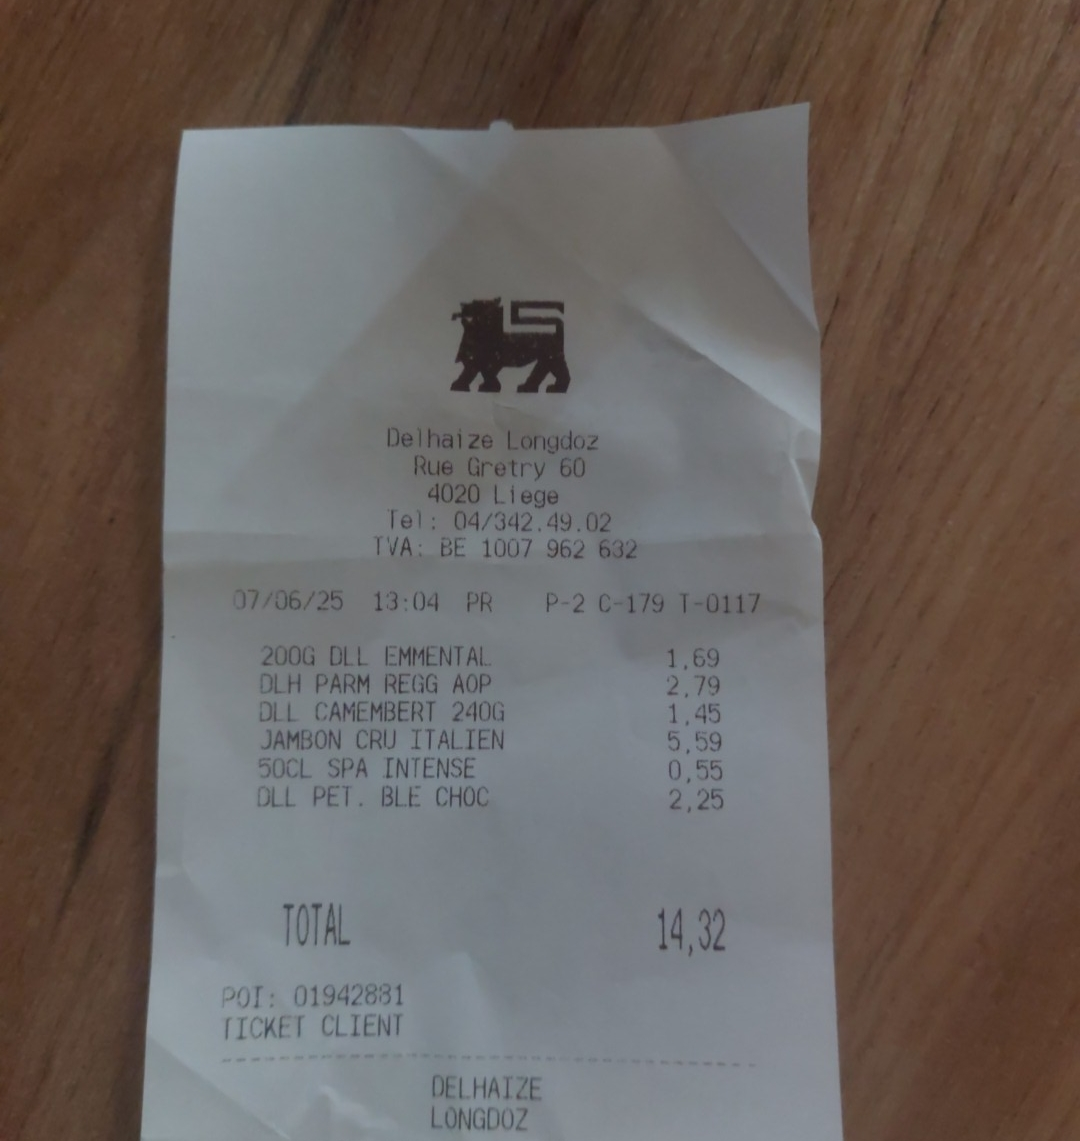 Delhaize Longdoz
Rue Gretry 60
4020 Liege
Tel: 04/342.49.02
TVA: BE 1007 962 632
07/06/25 13:04 PR P-2 C-179 T-0117
200G DLL EMMENTAL 1,69
DLH PARM REGG AOP 2,79
DLL CAMEMBERT 240G 1,45
JAMBON CRU ITALIEN 5,59
50CL SPA INTENSE 0,55
DLL PET. BLE CHOC 2,25
TOTAL 14,32
POI: 01942881
TICKET CLIENT
DELHAIZE
LONGDOZ